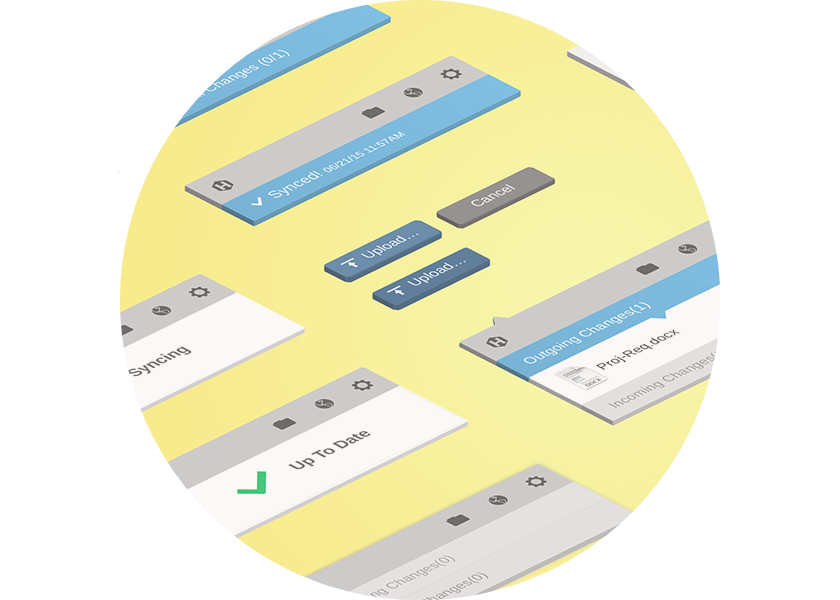 Changes (0/1)
Synced! 06/21/15 11:57AM
Cancel
Upload...
Upload...
Outgoing Changes(1)
Proj-Req.docx
DOCX
Incoming Changes(
Syncing
Up To Date
ng Changes(0)
Changes(0)